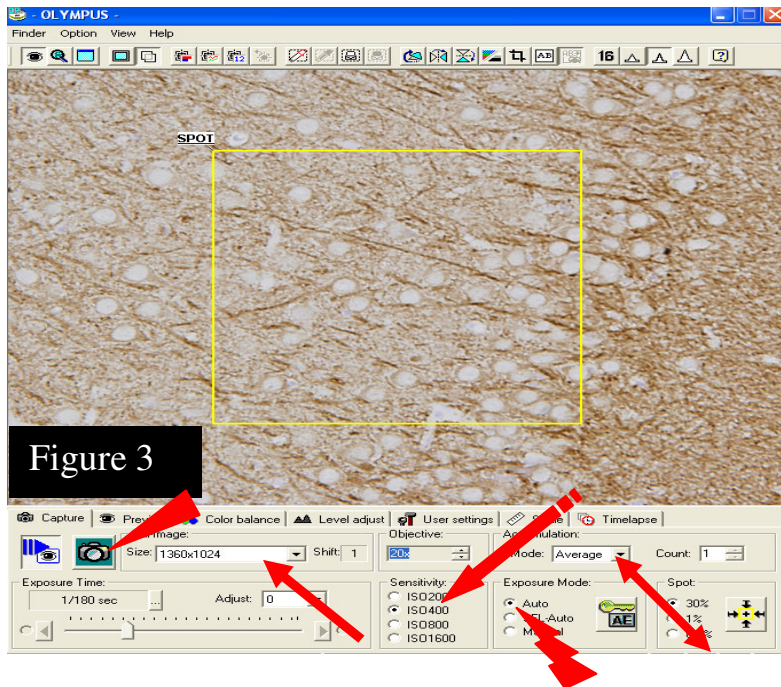 - OLYMPUS -
Finder Option View Help
16
SPOT
Figure 3
Capture Color balance Level adjust User settings Timelapse
Objective:
Size: 1360x1024 Shift: 1 20x Mode: Average Count: 1
Exposure Time: Sensitivity: Exposure Mode: Spot:
1/180 sec ... Adjust: 0 ISO200 Auto AE 30%
ISO400 1%
ISO800
ISO1600